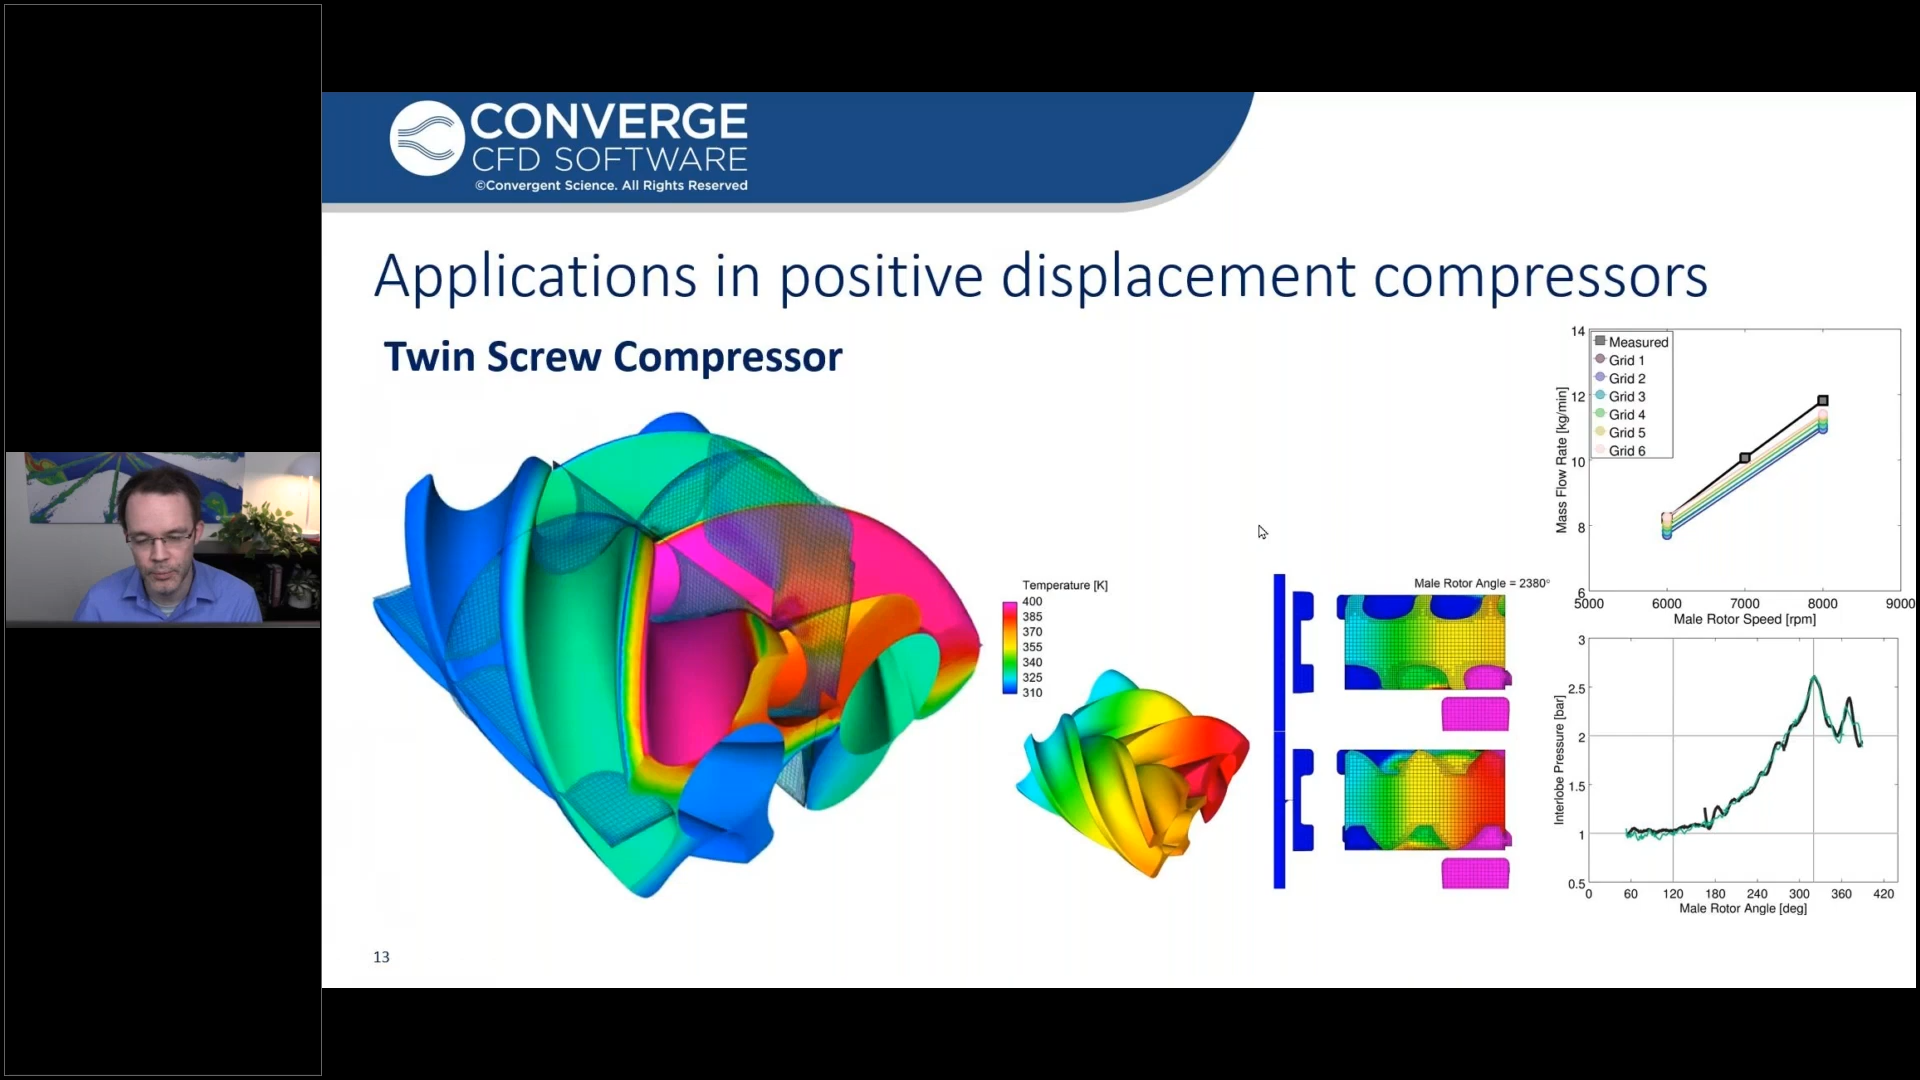 CONVERGE
CFD SOFTWARE
©Convergent Science. All Rights Reserved
Applications in positive displacement compressors
Twin Screw Compressor
Temperature [K]
400
385
370
355
340
325
310
Male Rotor Angle = 2380°
14
12
10
8
6
Mass Flow Rate [kg/min]
Measured
Grid 1
Grid 2
Grid 3
Grid 4
Grid 5
Grid 6
5000 6000 7000 8000 9000
Male Rotor Speed [rpm]
3
2.5
2
1.5
1
0.5
Interlobe Pressure [bar]
0 60 120 180 240 300 360 420
Male Rotor Angle [deg]
13